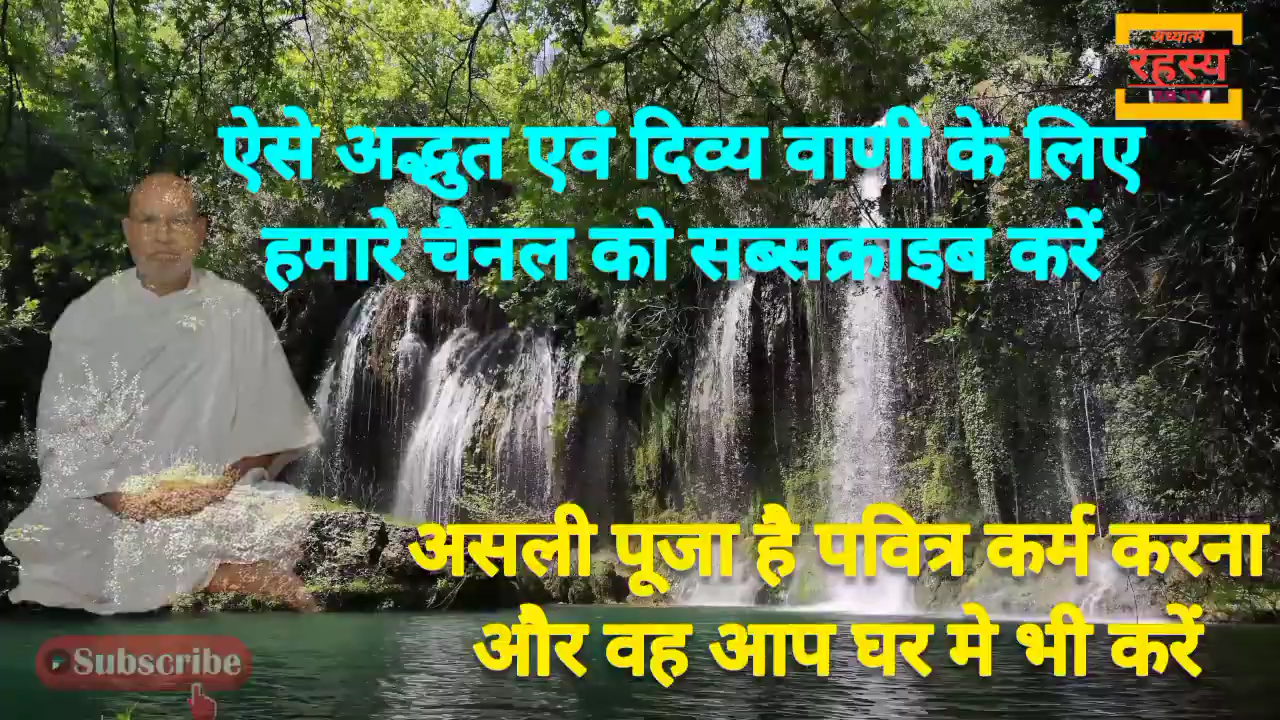 अध्यात्म
रहस्य
ऐसे अद्भुत एवं दिव्य वाणी के लिए
हमारे चैनल को सब्सक्राइब करें
असली पूजा है पवित्र कर्म करना
और वह आप घर मे भी करें
Subscribe